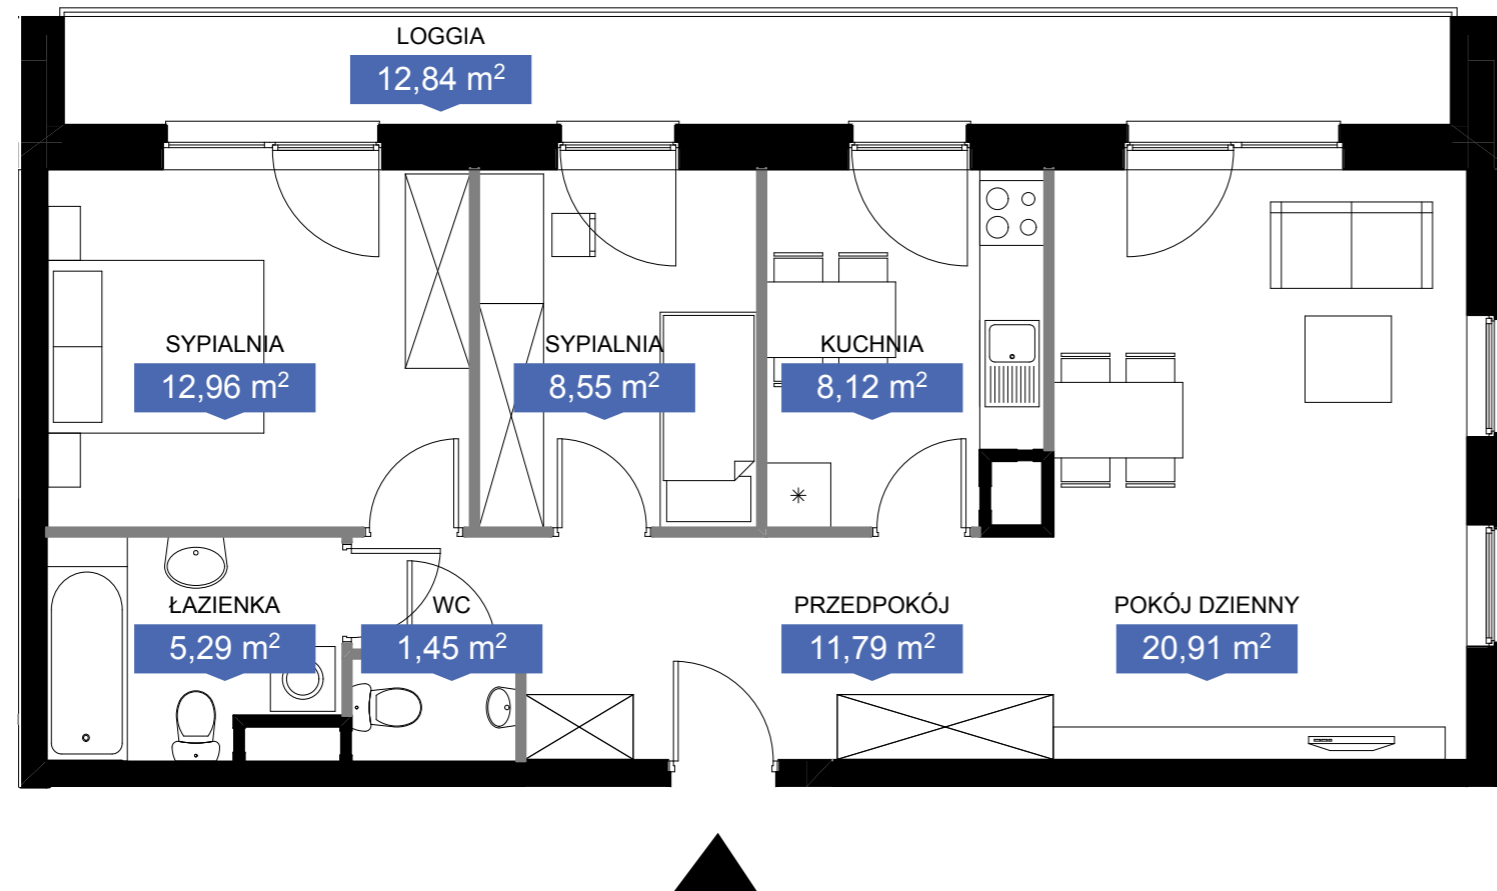 LOGGIA
12,84 m²
SYPIALNIA
12,96 m²
SYPIALNIA
8,55 m²
KUCHNIA
8,12 m²
ŁAZIENKA
5,29 m²
WC
1,45 m²
PRZEDPOKÓJ
11,79 m²
POKÓJ DZIENNY
20,91 m²